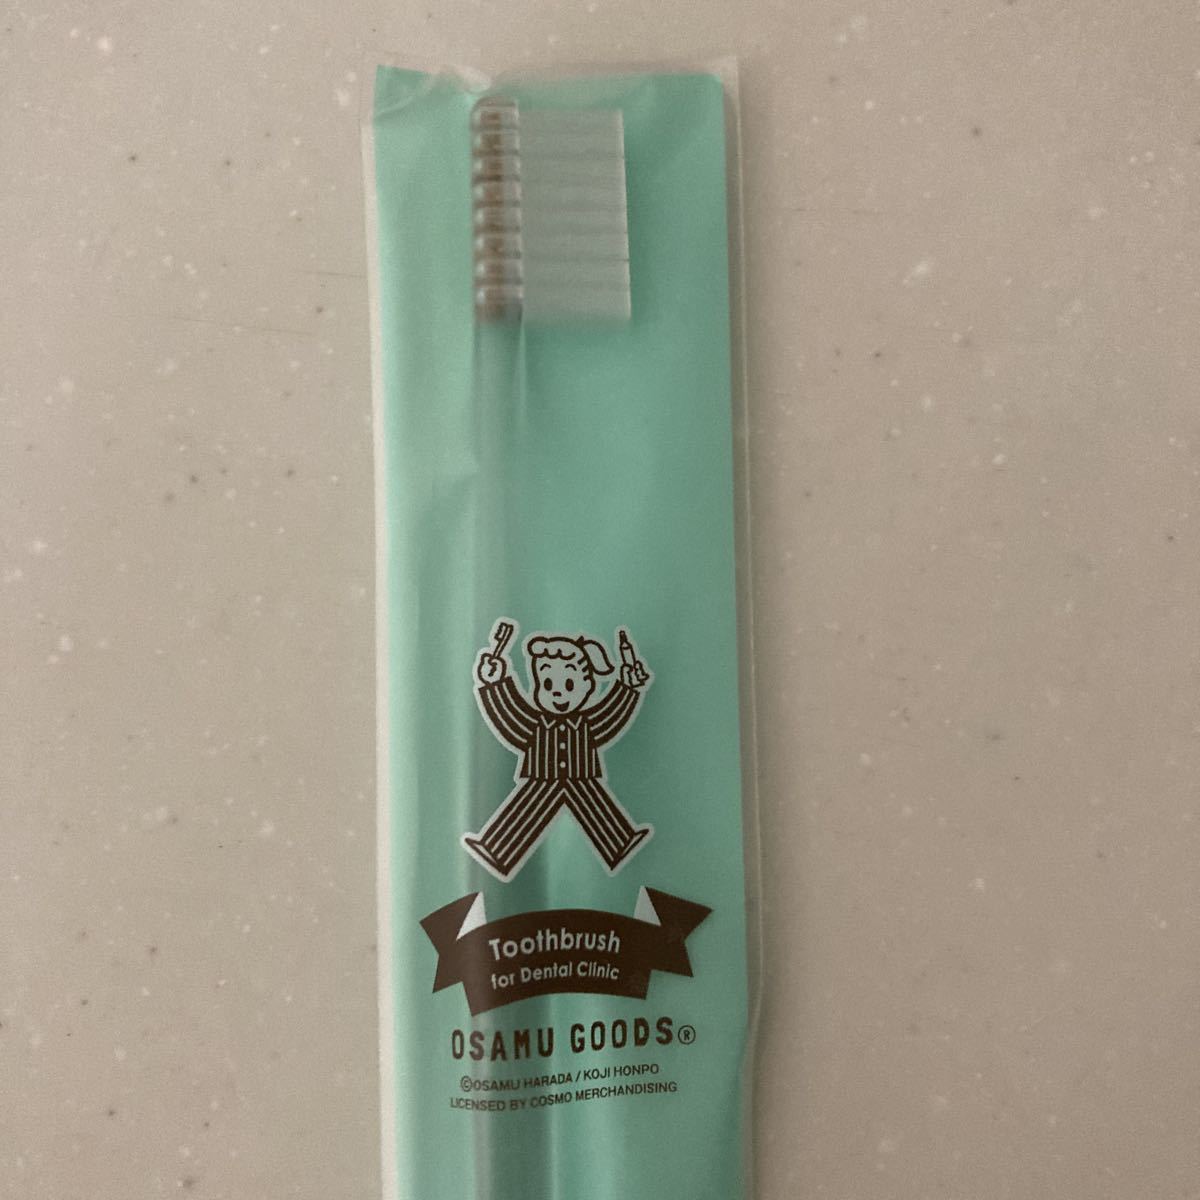 Toothbrush
for Dental Clinic
OSAMU GOODS®
©OSAMU HARADA / KOJI HONPO
LICENSED BY COSMO MERCHANDISING